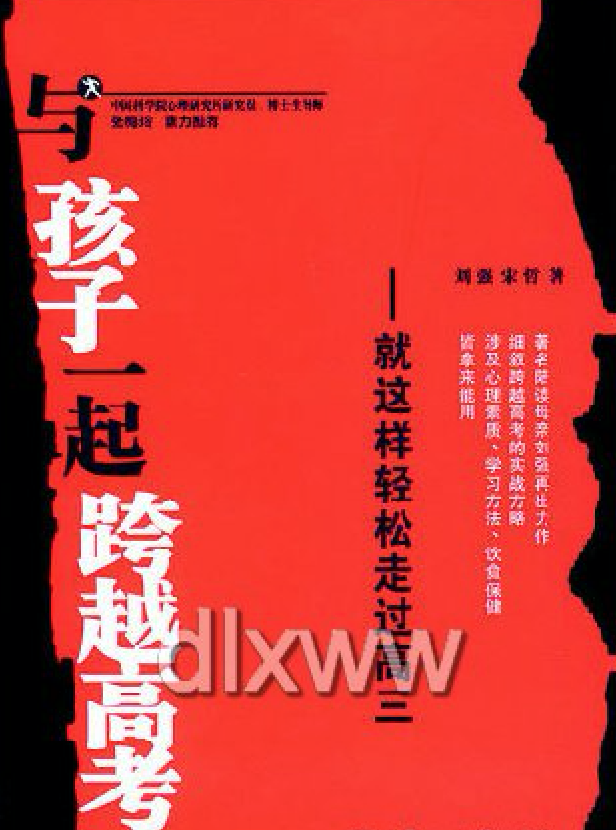 与孩子一起跨越高考
中国科学院心理研究所研究员、博士生导师
张梅玲 鼎力推荐
——就这样轻松走过高三
刘强 宋哲 著
著名陪读母亲刘强再出力作
细叙跨越高考的实战方略
涉及心理素质、学习方法、饮食保健
皆拿来能用
dlxww